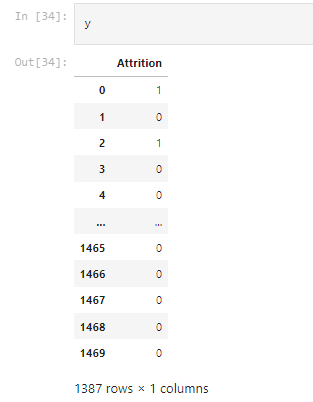 In [34]: y
Out[34]:
Attrition
0 1
1 0
2 1
3 0
4 0
... ...
1465 0
1466 0
1467 0
1468 0
1469 0
1387 rows × 1 columns